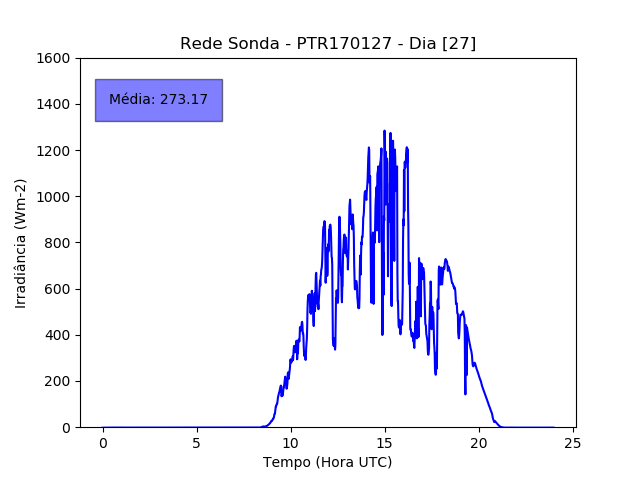 Rede Sonda - PTR170127 - Dia [27]
Média: 273.17
Irradiância (Wm-2)
1600
1400
1200
1000
800
600
400
200
0
0 5 10 15 20 25
Tempo (Hora UTC)